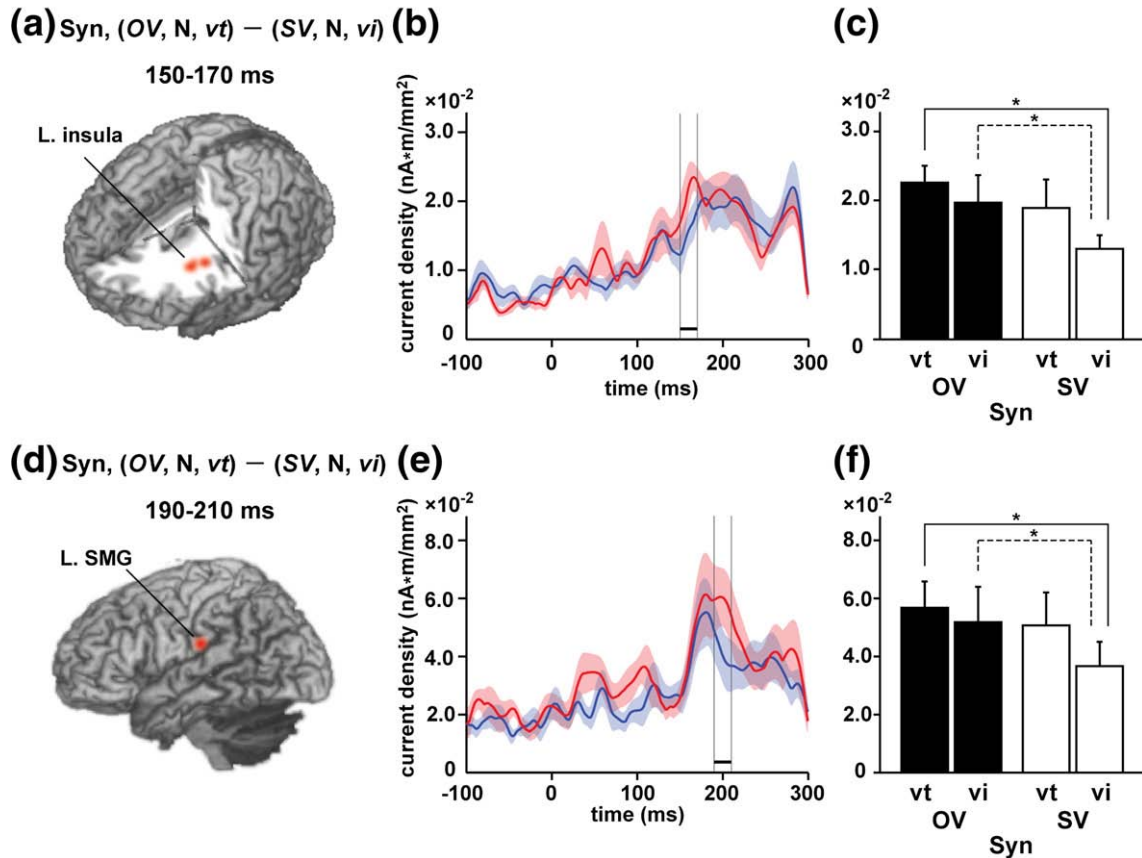 (a) Syn, (OV, N, vt) − (SV, N, vi)
150-170 ms
L. insula
(b)
×10⁻²
3.0
2.0
1.0
0
current density (nA*m/mm²)
-100 0 100 200 300
time (ms)
(c)
×10⁻²
3.0
2.0
1.0
0
*
*
vt vi vt vi
OV SV
Syn
(d) Syn, (OV, N, vt) − (SV, N, vi)
190-210 ms
L. SMG
(e)
×10⁻²
8.0
6.0
4.0
2.0
0
current density (nA*m/mm²)
-100 0 100 200 300
time (ms)
(f)
×10⁻²
8.0
6.0
4.0
2.0
0
*
*
vt vi vt vi
OV SV
Syn